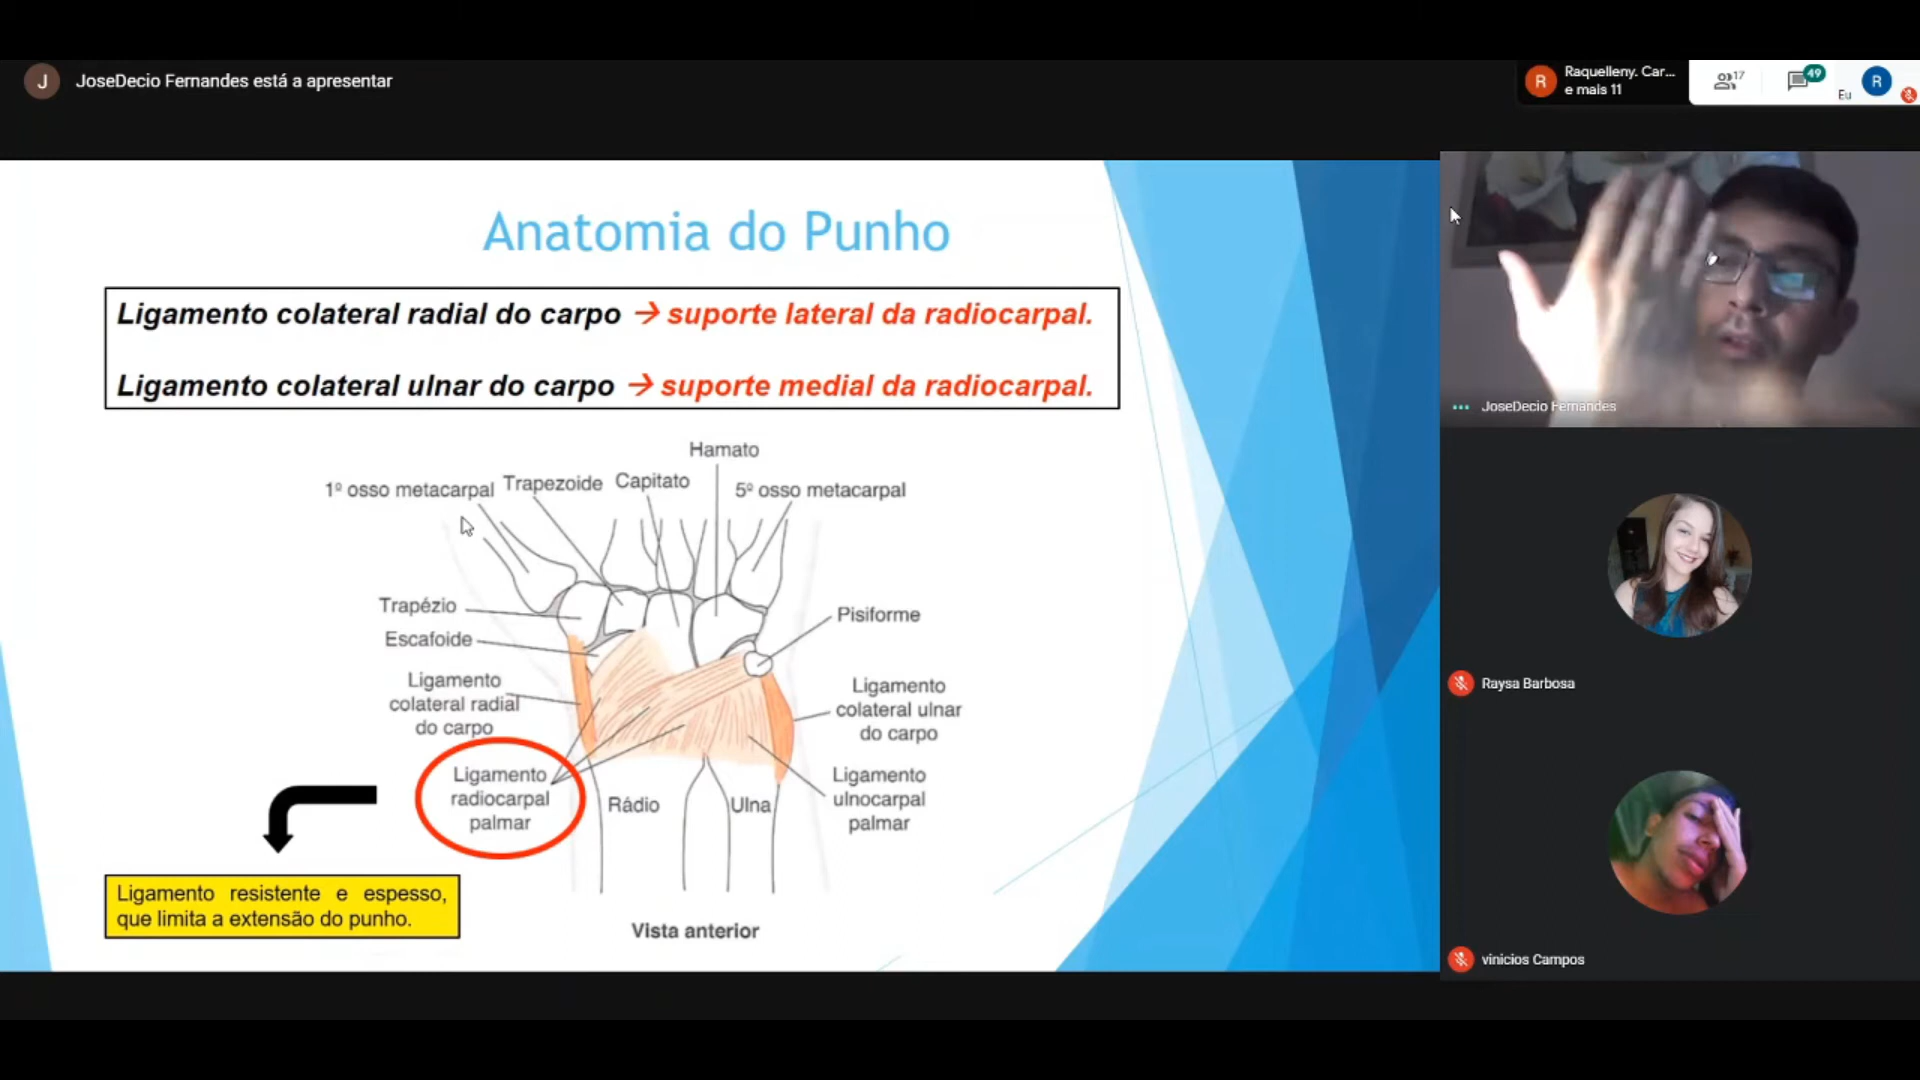 J
JoseDecio Fernandes está a apresentar
R
Raquelleny. Car...
e mais 11
17
49
Eu
R
Anatomia do Punho
Ligamento colateral radial do carpo → suporte lateral da radiocarpal.
Ligamento colateral ulnar do carpo → suporte medial da radiocarpal.
Hamato
1º osso metacarpal
Trapezoide
Capitato
5º osso metacarpal
Trapézio
Escafoide
Pisiforme
Ligamento
colateral radial
do carpo
Ligamento
colateral ulnar
do carpo
Ligamento
radiocarpal
palmar
Rádio
Ulna
Ligamento
ulnocarpal
palmar
Ligamento resistente e espesso,
que limita a extensão do punho.
Vista anterior
JoseDecio Fernandes
Raysa Barbosa
vinicios Campos